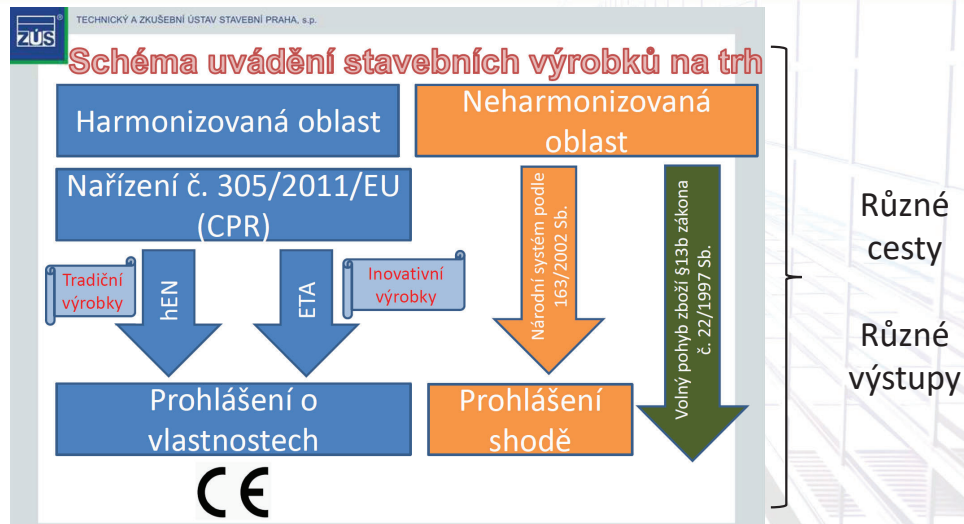 TECHNICKÝ A ZKUŠEBNÍ ÚSTAV STAVEBNÍ PRAHA, s.p.
ZÚS
Schéma uvádění stavebních výrobků na trh
Harmonizovaná oblast
Neharmonizovaná
oblast
Nařízení č. 305/2011/EU
(CPR)
Tradiční
výrobky
hEN
ETA
Inovativní
výrobky
Národní systém podle
163/2002 Sb.
Volný pohyb zboží §13b zákona
č. 22/1997 Sb.
Prohlášení o
vlastnostech
Prohlášení
shodě
CE
Různé
cesty
Různé
výstupy